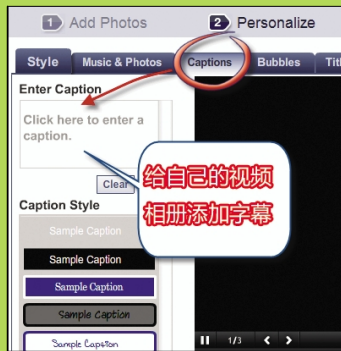 1 Add Photos
2 Personalize
Style
Music & Photos
Captions
Bubbles
Enter Caption
Click here to enter a
caption.
Clear
给自己的视频
相册添加字幕
Caption Style
Sample Caption
Sample Caption
Sample Caption
Sample Caption
Sample Caption
1/3